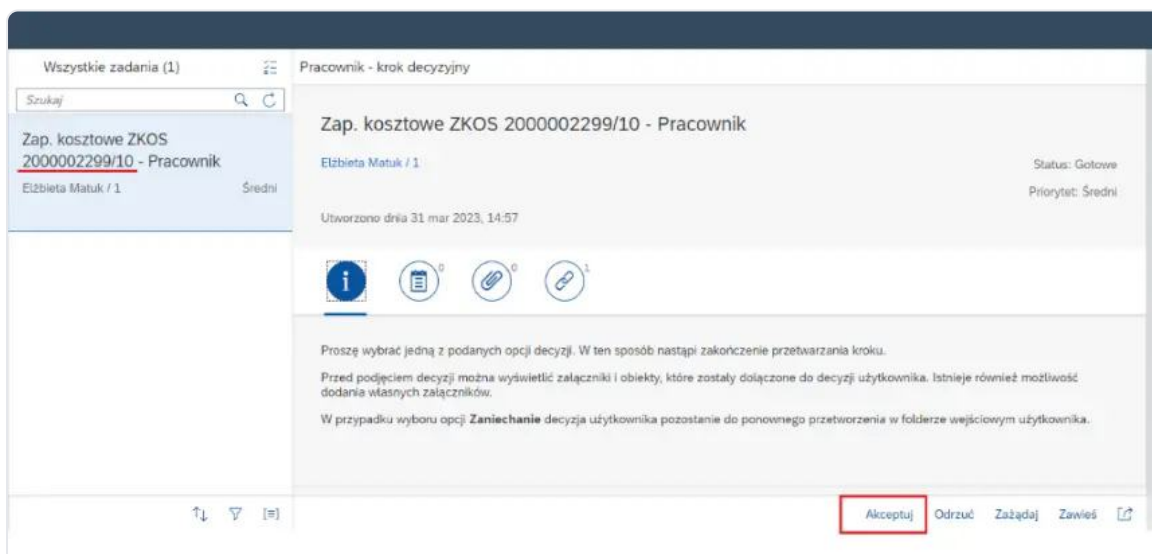 Wszystkie zadania (1)
Szukaj
Zap. kosztowe ZKOS
2000002299/10 - Pracownik
Elżbieta Matuk / 1
Średni
Pracownik - krok decyzyjny
Zap. kosztowe ZKOS 2000002299/10 - Pracownik
Elżbieta Matuk / 1
Status: Gotowe
Priorytet: Średni
Utworzono dnia 31 mar 2023, 14:57
0
0
1
Proszę wybrać jedną z podanych opcji decyzji. W ten sposób nastąpi zakończenie przetwarzania kroku.
Przed podjęciem decyzji można wyświetlić załączniki i obiekty, które zostały dołączone do decyzji użytkownika. Istnieje również możliwość
dodania własnych załączników.
W przypadku wyboru opcji Zaniechanie decyzja użytkownika pozostanie do ponownego przetworzenia w folderze wejściowym użytkownika.
Akceptuj Odrzuć Zażądaj Zawieś